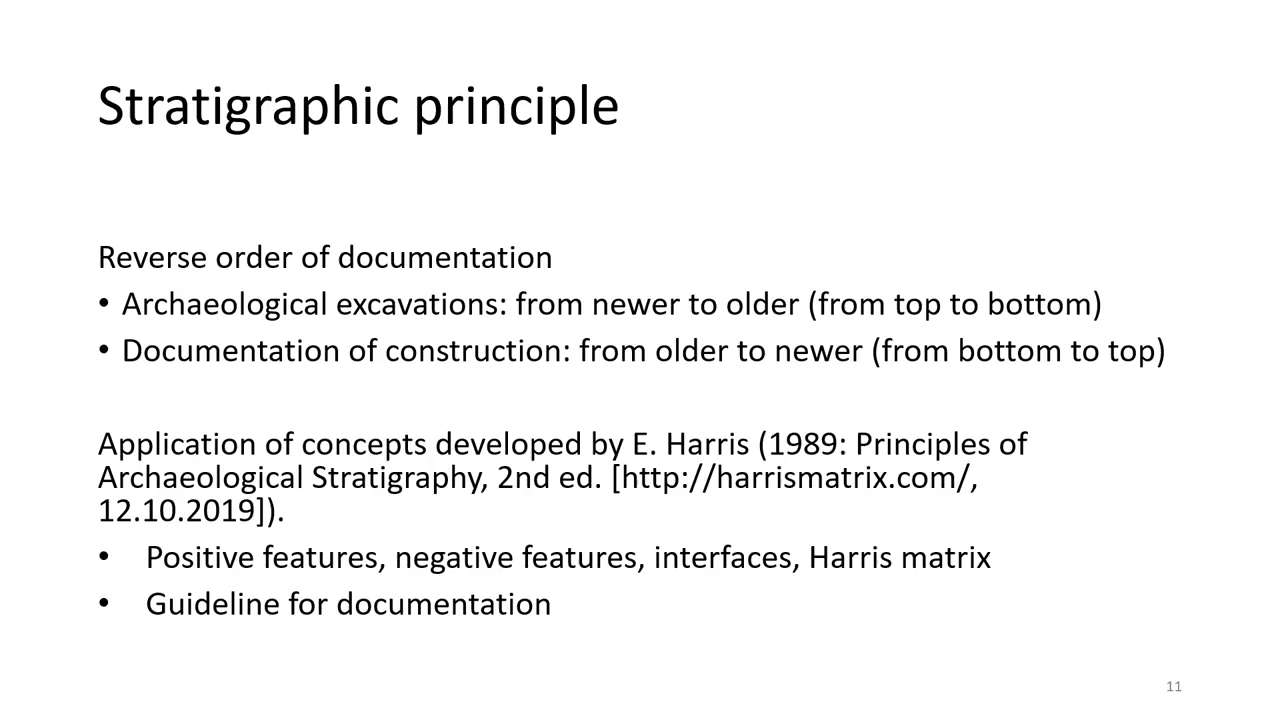 Stratigraphic principle
Reverse order of documentation
• Archaeological excavations: from newer to older (from top to bottom)
• Documentation of construction: from older to newer (from bottom to top)
Application of concepts developed by E. Harris (1989: Principles of
Archaeological Stratigraphy, 2nd ed. [http://harrismatrix.com/,
12.10.2019]).
• Positive features, negative features, interfaces, Harris matrix
• Guideline for documentation
11